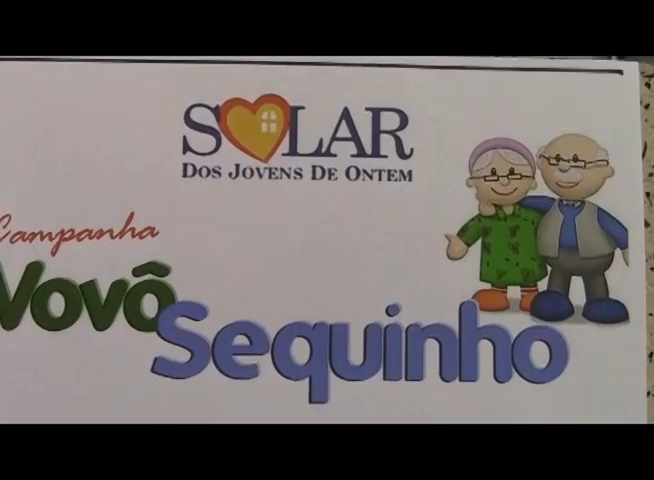 SOLAR
DOS JOVENS DE ONTEM
Campanha
Vovô
Sequinho